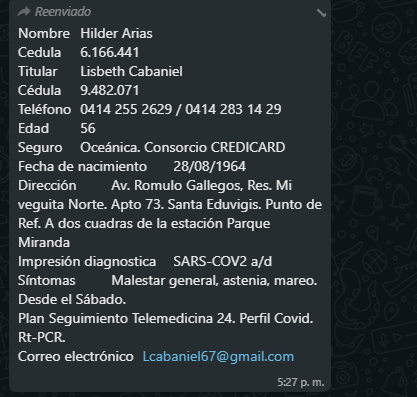 Reenviado
Nombre Hilder Arias
Cedula 6.166.441
Titular Lisbeth Cabaniel
Cédula 9.482.071
Teléfono 0414 255 2629 / 0414 283 14 29
Edad 56
Seguro Oceánica. Consorcio CREDICARD
Fecha de nacimiento 28/08/1964
Dirección Av. Romulo Gallegos, Res. Mi
veguita Norte. Apto 73. Santa Eduvigis. Punto de
Ref. A dos cuadras de la estación Parque
Miranda
Impresión diagnostica SARS-COV2 a/d
Síntomas Malestar general, astenia, mareo.
Desde el Sábado.
Plan Seguimiento Telemedicina 24. Perfil Covid.
Rt-PCR.
Correo electrónico Lcabaniel67@gmail.com
5:27 p. m.